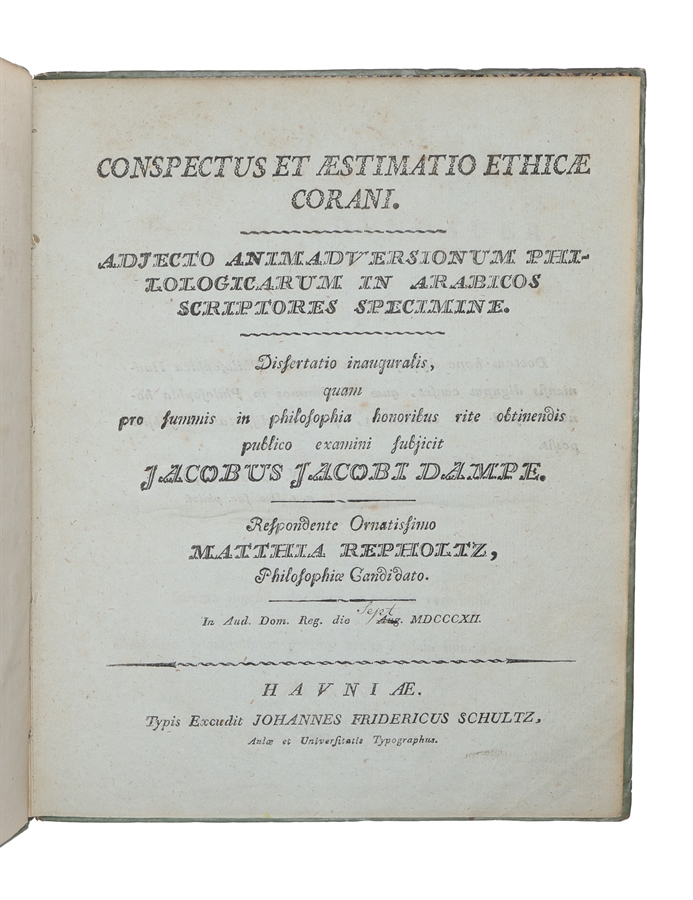 CONSPECTUS ET ÆSTIMATIO ETHICÆ
CORANI.
ADJECTO ANIMADVERSIONUM PHI-
LOLOGICARUM IN ARABICOS
SCRIPTORES SPECIMINE.
Disſertatio inauguralis,
quam
pro ſummis in philoſophia honoribus rite obtinendis
publico examini ſubjicit
JACOBUS JACOBI DAMPE.
Reſpondente Ornatiſſimo
MATTHIA REPHOLTZ,
Philoſophiæ Candidato.
Sept
In Aud. Dom. Reg. die Aug. MDCCCXII.
HAVNIÆ.
Typis Excudit JOHANNES FRIDERICUS SCHULTZ,
Aulæ et Univerſitatis Typographus.